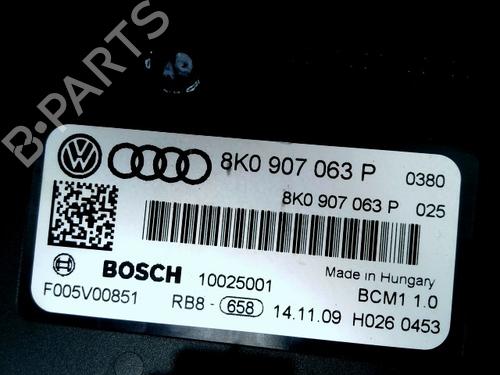 B-PARTS
8K0 907 063 P 0380
8K0 907 063 P 025
BOSCH 10025001 Made in Hungary
BCM1 1.0
F005V00851 RB8 - 658 14.11.09 H026 0453